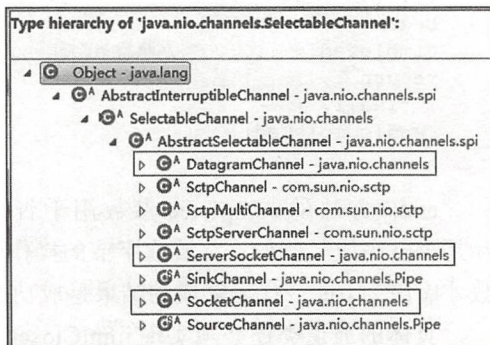 Type hierarchy of 'java.nio.channels.SelectableChannel':
Object - java.lang
AbstractInterruptibleChannel - java.nio.channels.spi
SelectableChannel - java.nio.channels
AbstractSelectableChannel - java.nio.channels.spi
DatagramChannel - java.nio.channels
SctpChannel - com.sun.nio.sctp
SctpMultiChannel - com.sun.nio.sctp
SctpServerChannel - com.sun.nio.sctp
ServerSocketChannel - java.nio.channels
SinkChannel - java.nio.channels.Pipe
SocketChannel - java.nio.channels
SourceChannel - java.nio.channels.Pipe